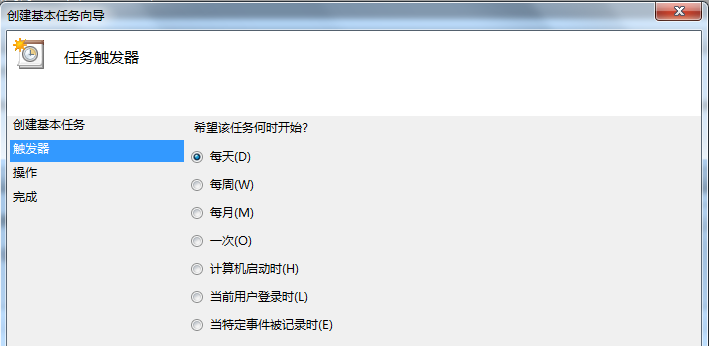 创建基本任务向导
任务触发器
创建基本任务
触发器
操作
完成
希望该任务何时开始?
每天(D)
每周(W)
每月(M)
一次(O)
计算机启动时(H)
当前用户登录时(L)
当特定事件被记录时(E)